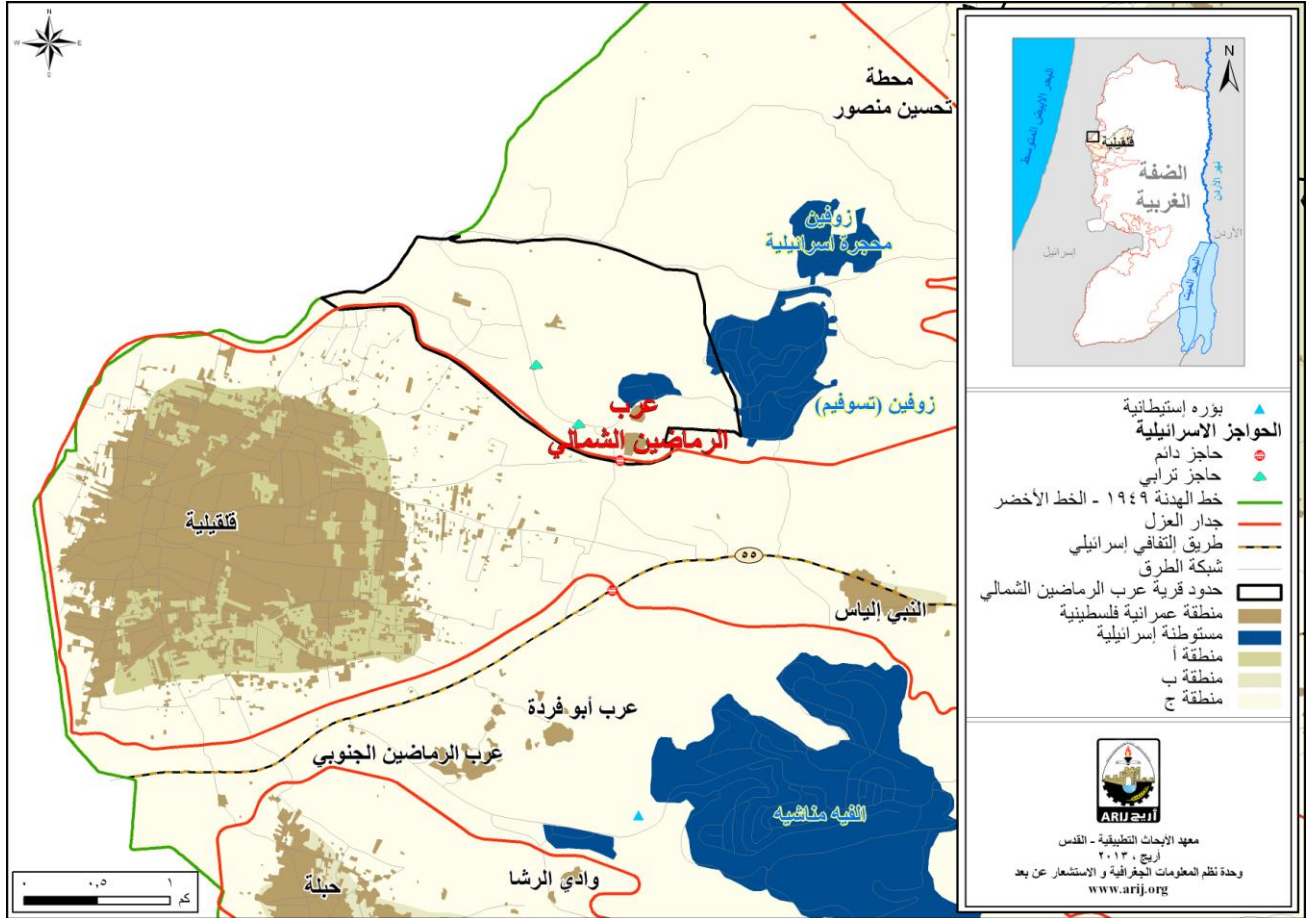 N
W
E
S
محطة
تحسين منصور
زوفين
محجرة اسرائيلية
زوفين (تسوفيم)
عرب
الرماضين الشمالي
قلقيلية
٥٥
النبي إلياس
عرب أبو فردة
عرب الرماضين الجنوبي
الفيه مناشيه
وادي الرشا
حبلة
٠
٠,٥
١
كم
N
البحر الابيض المتوسط
قلقيلية
الضفة
الغربية
نهر الأردن
الأردن
إسرائيل
البحر الميت
بؤره إستيطانية
الحواجز الاسرائيلية
حاجز دائم
حاجز ترابي
خط الهدنة ١٩٤٩ - الخط الأخضر
جدار العزل
طريق إلتفافي إسرائيلي
شبكة الطرق
حدود قرية عرب الرماضين الشمالي
منطقة عمرانية فلسطينية
مستوطنة إسرائيلية
منطقة أ
منطقة ب
منطقة ج
ARIJ أريج
معهد الأبحاث التطبيقية - القدس
أريج ، ٢٠١٣
وحدة نظم المعلومات الجغرافية و الاستشعار عن بعد
www.arij.org